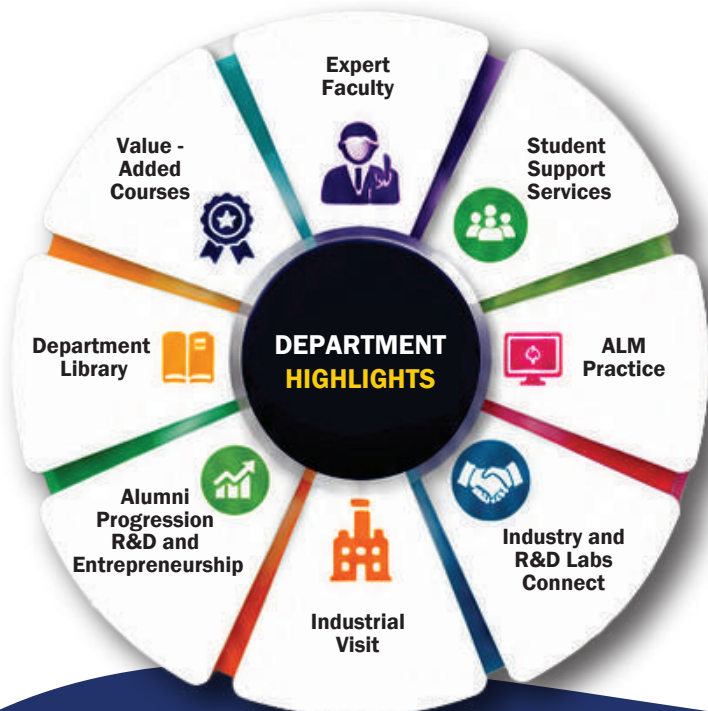 Expert
Faculty
Student
Support
Services
ALM
Practice
Industry and
R&D Labs
Connect
Industrial
Visit
Alumni
Progression
R&D and
Entrepreneurship
Department
Library
Value -
Added
Courses
DEPARTMENT
HIGHLIGHTS